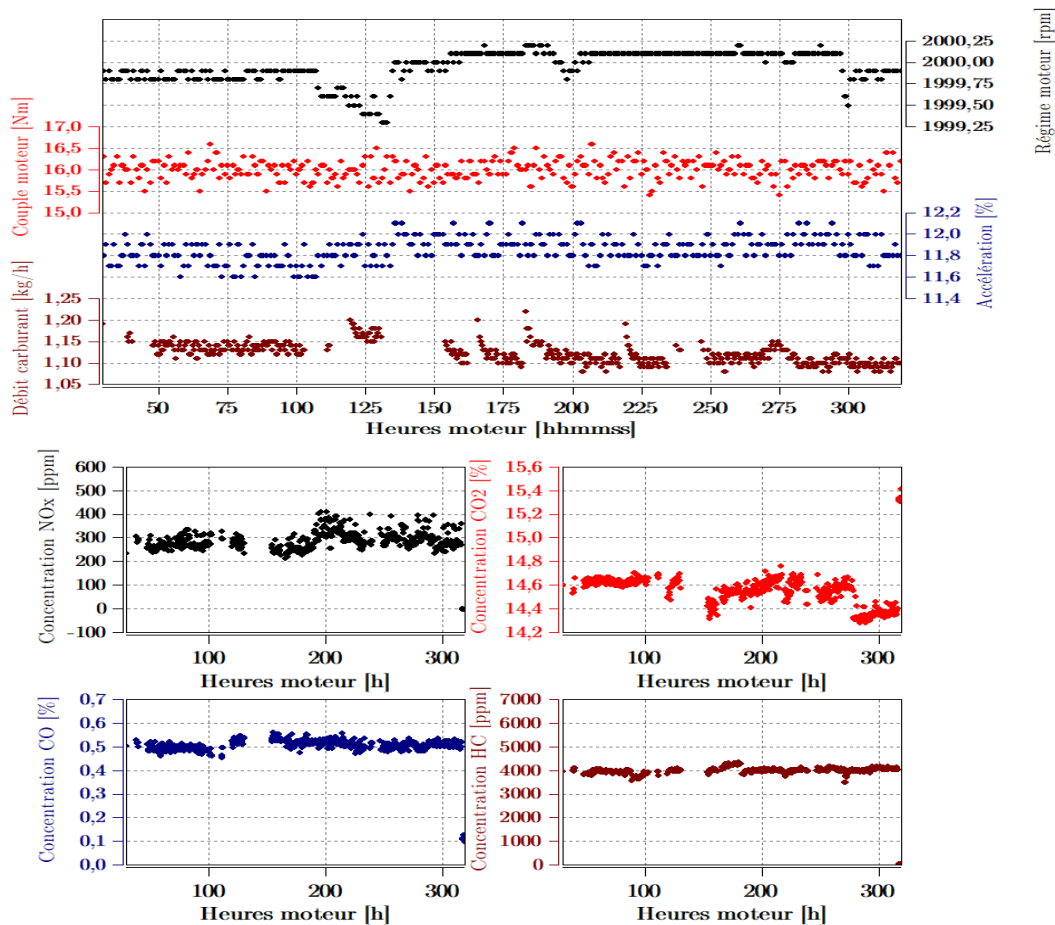 Régime moteur [rpm]
2000,25
2000,00
1999,75
1999,50
1999,25
Couple moteur [Nm]
17,0
16,5
16,0
15,5
15,0
Accélération [%]
12,2
12,0
11,8
11,6
11,4
Débit carburant [kg/h]
1,25
1,20
1,15
1,10
1,05
50 75 100 125 150 175 200 225 250 275 300
Heures moteur [hhmmss]
Concentration NOx [ppm]
600
500
400
300
200
100
0
-100
100 200 300
Heures moteur [h]
Concentration CO2 [%]
15,6
15,4
15,2
15,0
14,8
14,6
14,4
14,2
100 200 300
Heures moteur [h]
Concentration CO [%]
0,7
0,6
0,5
0,4
0,3
0,2
0,1
0,0
100 200 300
Heures moteur [h]
Concentration HC [ppm]
7000
6000
5000
4000
3000
2000
1000
0
100 200 300
Heures moteur [h]